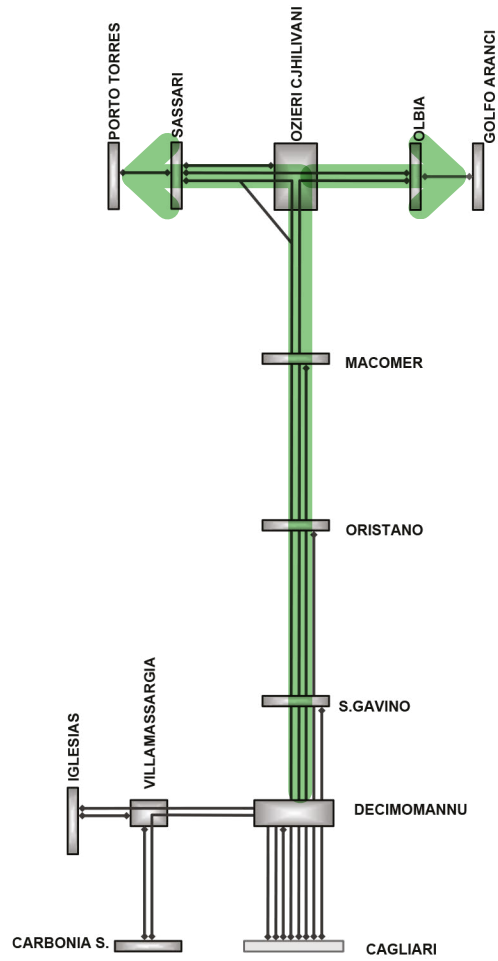 PORTO TORRES
SASSARI
OZIERI CJHILIVANI
OLBIA
GOLFO ARANCI
MACOMER
ORISTANO
S.GAVINO
IGLESIAS
VILLAMASSARGIA
DECIMOMANNU
CARBONIA S.
CAGLIARI